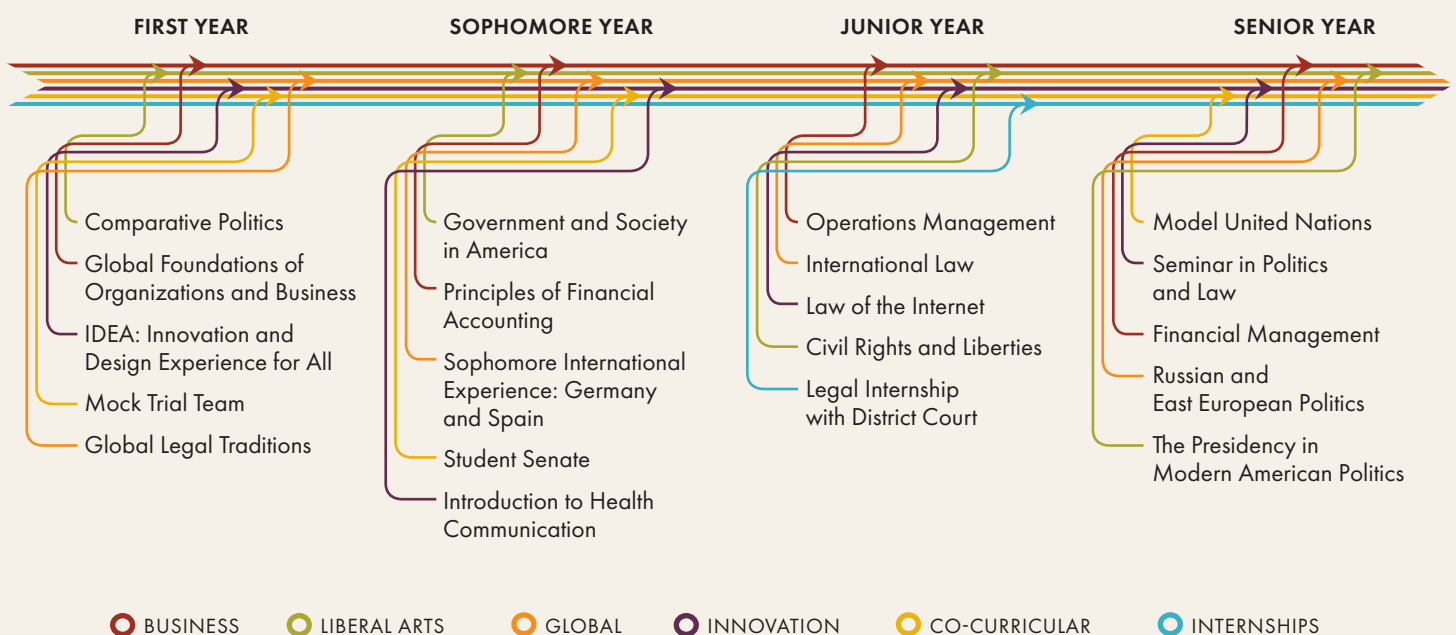 FIRST YEAR
SOPHOMORE YEAR
JUNIOR YEAR
SENIOR YEAR
Comparative Politics
Global Foundations of
Organizations and Business
IDEA: Innovation and
Design Experience for All
Mock Trial Team
Global Legal Traditions
Government and Society
in America
Principles of Financial
Accounting
Sophomore International
Experience: Germany
and Spain
Student Senate
Introduction to Health
Communication
Operations Management
International Law
Law of the Internet
Civil Rights and Liberties
Legal Internship
with District Court
Model United Nations
Seminar in Politics
and Law
Financial Management
Russian and
East European Politics
The Presidency in
Modern American Politics
BUSINESS
LIBERAL ARTS
GLOBAL
INNOVATION
CO-CURRICULAR
INTERNSHIPS